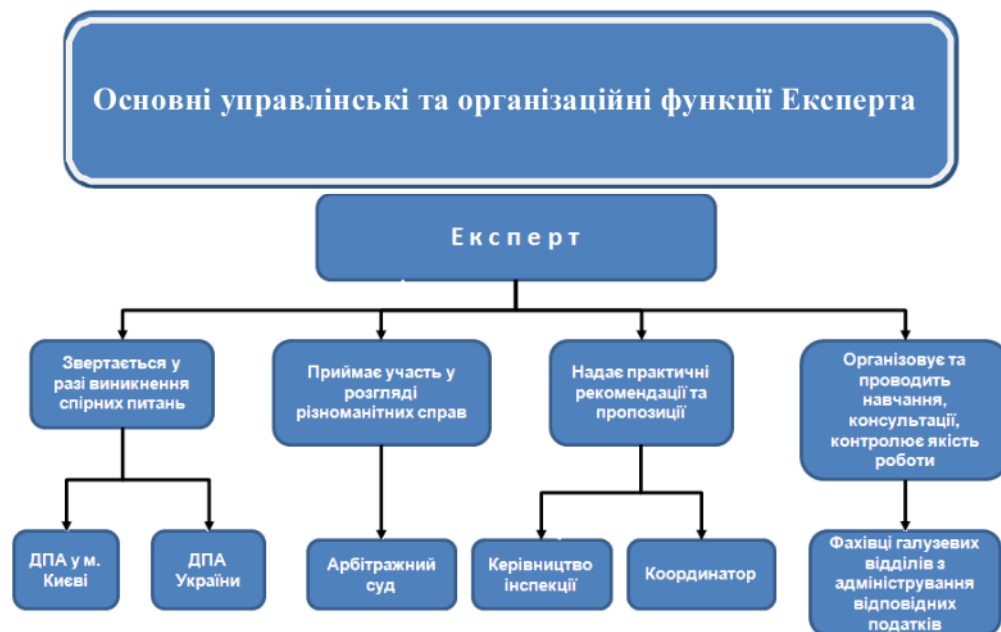 Основні управлінські та організаційні функції Експерта
Експерт
Звертається у
разі виникнення
спірних питань
Приймає участь у
розгляді
різноманітних справ
Надає практичні
рекомендації та
пропозиції
Організовує та
проводить
навчання,
консультації,
контролює якість
роботи
ДПА у м.
Києві
ДПА
України
Арбітражний
суд
Керівництво
інспекції
Координатор
Фахівці галузевих
відділів з
адміністрування
відповідних
податків